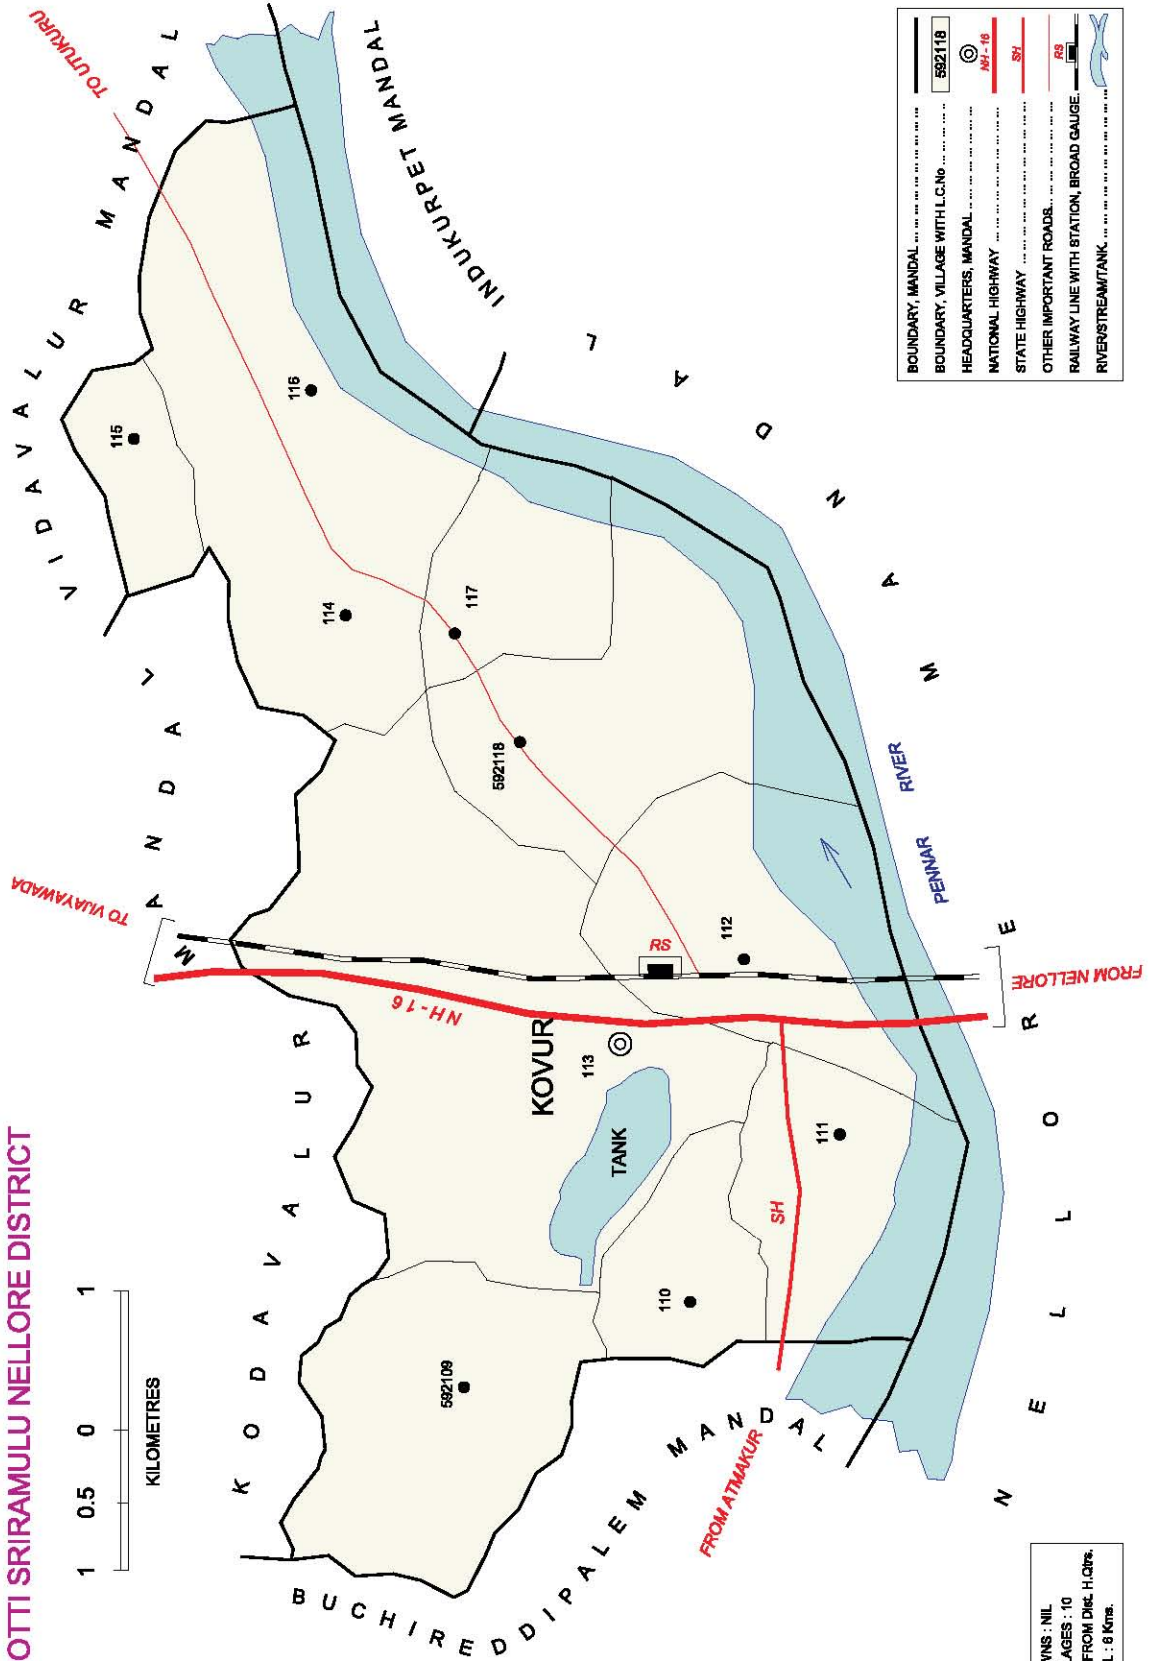 OTTI SRIRAMULU NELLORE DISTRICT
1 0.5 0 1
KILOMETRES
TO VIJAYAWADA
TO UTUKURU
VIDAVALUR MANDAL
KODAVALUR MANDAL
INDUKURPET MANDAL
BUCHIREDDIPALEM MANDAL
NELLORE MANDAL
FROM ATMAKUR
FROM NELLORE
PENNAR RIVER
NH-16
SH
RS
KOVUR
TANK
592109
110
111
112
113
114
115
116
117
592118
BOUNDARY, MANDAL
BOUNDARY, VILLAGE WITH L.C.No 592118
HEADQUARTERS, MANDAL
NATIONAL HIGHWAY NH - 16
STATE HIGHWAY SH
OTHER IMPORTANT ROADS
RAILWAY LINE WITH STATION, BROAD GAUGE RS
RIVER/STREAM/TANK
WNS : NIL
AGES : 10
FROM Dist. H.Qtrs.
L : 6 Kms.